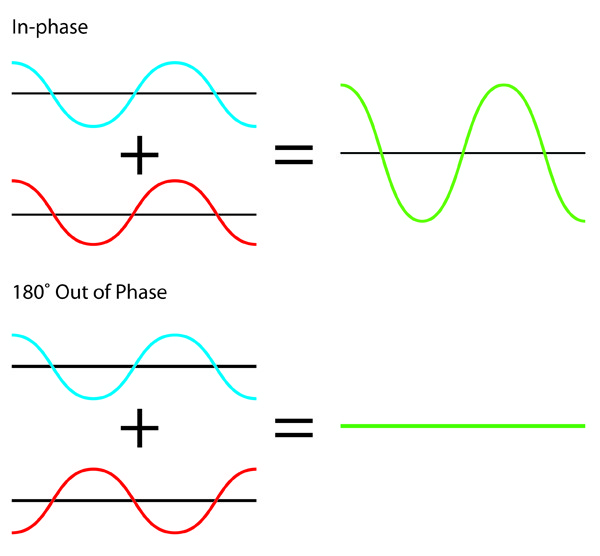 In-phase
+
=
180˚ Out of Phase
+
=